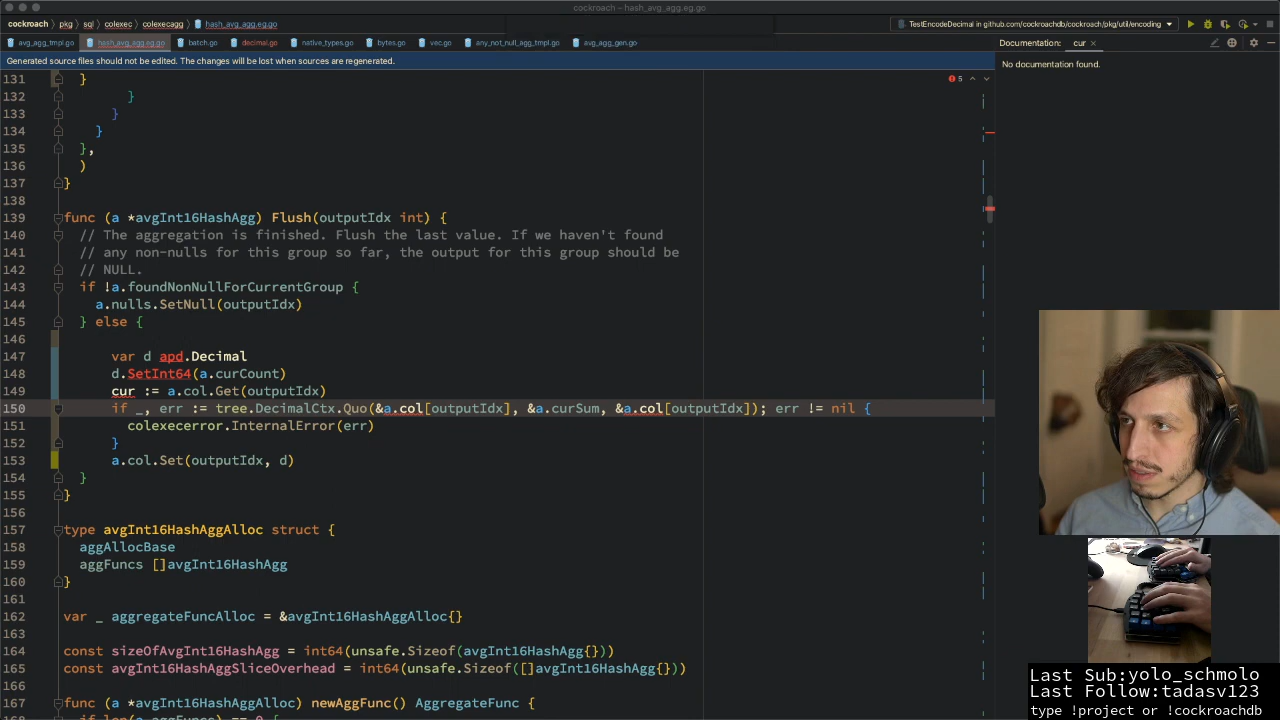 cockroach – hash_avg_agg.eg.go
cockroach › pkg › sql › colexec › colexecagg › hash_avg_agg.eg.go
TestEncodeDecimal in github.com/cockroachdb/cockroach/pkg/util/encoding
avg_agg_tmpl.go hash_avg_agg.eg.go batch.go decimal.go native_types.go bytes.go vec.go any_not_null_agg_tmpl.go avg_agg_gen.go
Documentation: cur ×
Generated source files should not be edited. The changes will be lost when sources are regenerated.
No documentation found.
5
131 }
132 }
133 }
134 }
135 },
136 )
137 }
138
139 func (a *avgInt16HashAgg) Flush(outputIdx int) {
140 // The aggregation is finished. Flush the last value. If we haven't found
141 // any non-nulls for this group so far, the output for this group should be
142 // NULL.
143 if !a.foundNonNullForCurrentGroup {
144 a.nulls.SetNull(outputIdx)
145 } else {
146
147 var d apd.Decimal
148 d.SetInt64(a.curCount)
149 cur := a.col.Get(outputIdx)
150 if _, err := tree.DecimalCtx.Quo(&a.col[outputIdx], &a.curSum, &a.col[outputIdx]); err != nil {
151 colexecerror.InternalError(err)
152 }
153 a.col.Set(outputIdx, d)
154 }
155 }
156
157 type avgInt16HashAggAlloc struct {
158 aggAllocBase
159 aggFuncs []avgInt16HashAgg
160 }
161
162 var _ aggregateFuncAlloc = &avgInt16HashAggAlloc{}
163
164 const sizeOfAvgInt16HashAgg = int64(unsafe.Sizeof(avgInt16HashAgg{}))
165 const avgInt16HashAggSliceOverhead = int64(unsafe.Sizeof([]avgInt16HashAgg{}))
166
167 func (a *avgInt16HashAggAlloc) newAggFunc() AggregateFunc {
168 if len(a.aggFuncs) == 0 {
Last Sub:yolo_schmolo
Last Follow:tadasv123
type !project or !cockroachdb